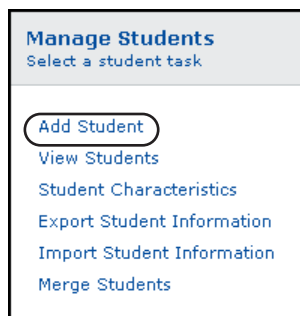 Manage Students
Select a student task
Add Student
View Students
Student Characteristics
Export Student Information
Import Student Information
Merge Students